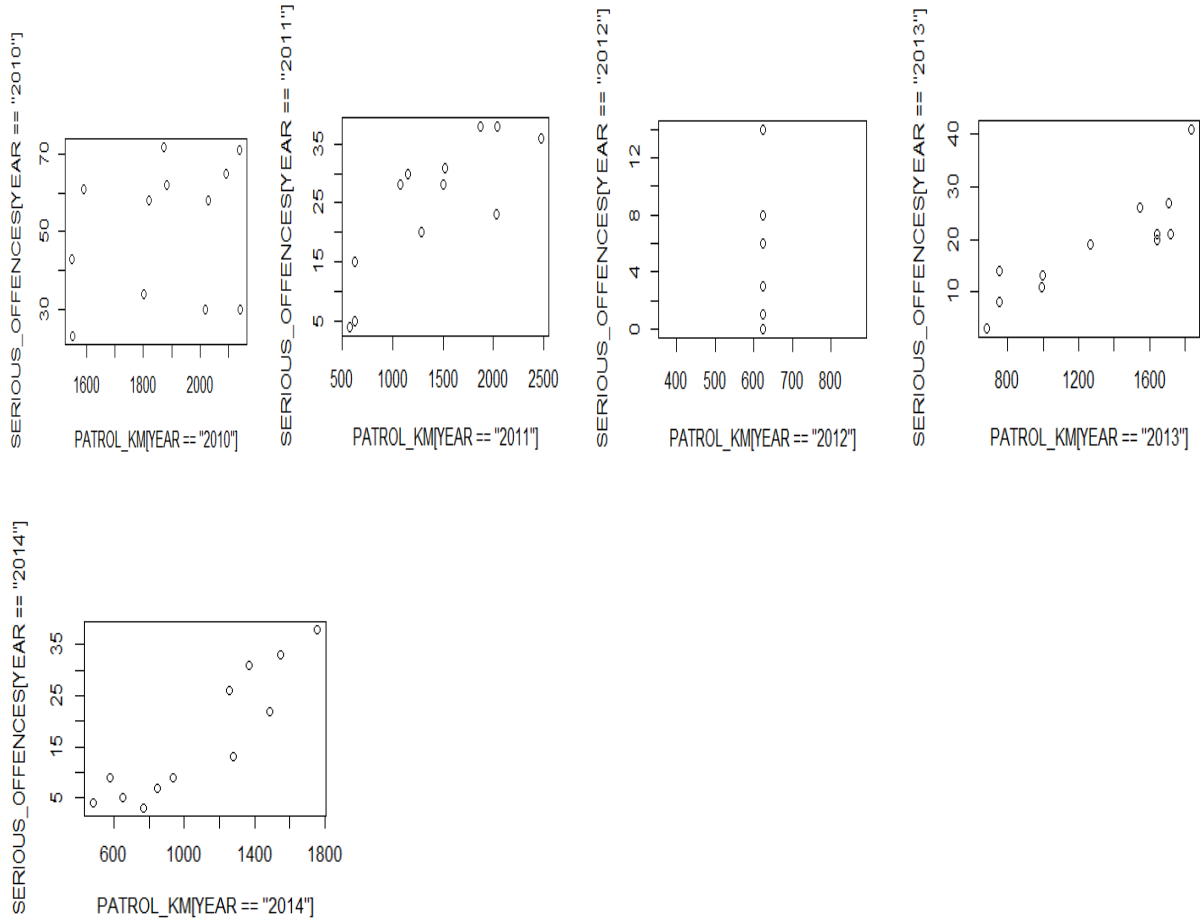 SERIOUS_OFFENCES[YEAR == "2010"]
70
50
30
1600 1800 2000
PATROL_KM[YEAR == "2010"]
SERIOUS_OFFENCES[YEAR == "2011"]
35
25
15
5
500 1000 1500 2000 2500
PATROL_KM[YEAR == "2011"]
SERIOUS_OFFENCES[YEAR == "2012"]
12
8
4
0
400 500 600 700 800
PATROL_KM[YEAR == "2012"]
SERIOUS_OFFENCES[YEAR == "2013"]
40
30
20
10
800 1200 1600
PATROL_KM[YEAR == "2013"]
SERIOUS_OFFENCES[YEAR == "2014"]
35
25
15
5
600 1000 1400 1800
PATROL_KM[YEAR == "2014"]